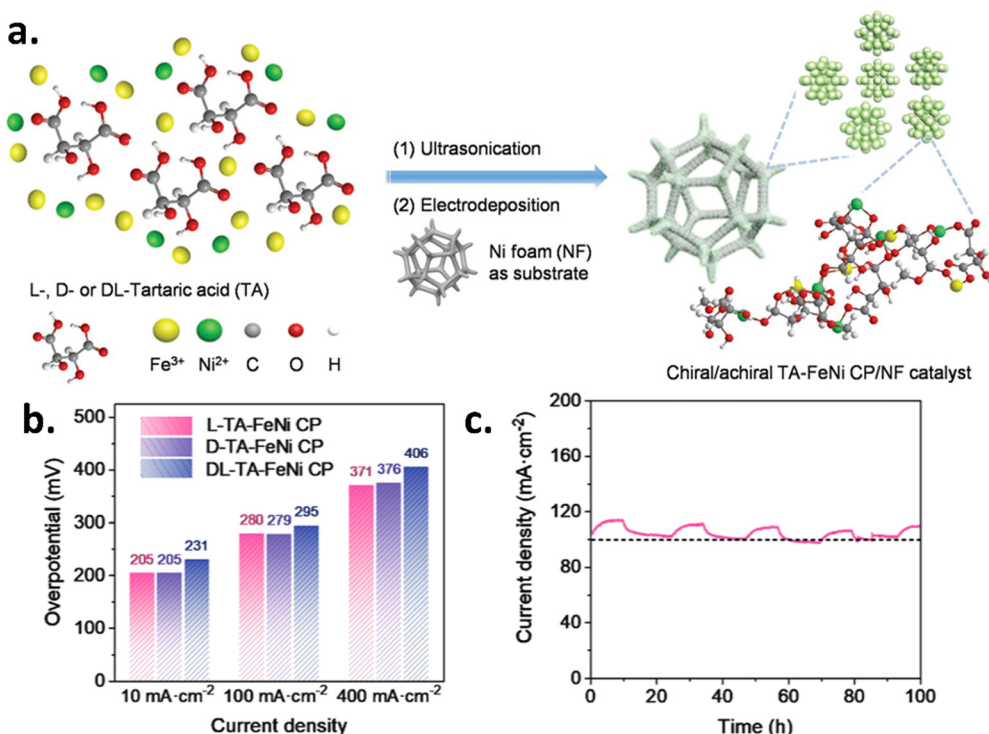 a.
(1) Ultrasonication
(2) Electrodeposition
Ni foam (NF)
as substrate
L-, D- or DL-Tartaric acid (TA)
Fe³⁺ Ni²⁺ C O H
Chiral/achiral TA-FeNi CP/NF catalyst
b.
Overpotential (mV)
500
400
300
200
100
0
L-TA-FeNi CP
D-TA-FeNi CP
DL-TA-FeNi CP
205 205 231
280 279 295
371 376 406
10 mA·cm⁻² 100 mA·cm⁻² 400 mA·cm⁻²
Current density
c.
Current density (mA·cm⁻²)
200
160
120
80
40
0
0 20 40 60 80 100
Time (h)